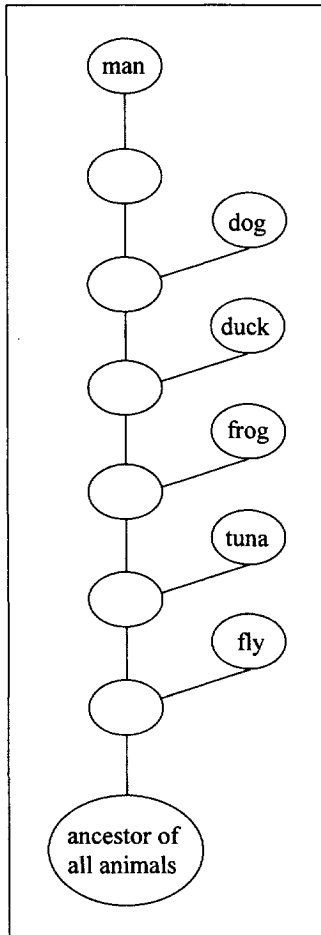 man
dog
duck
frog
tuna
fly
ancestor of
all animals